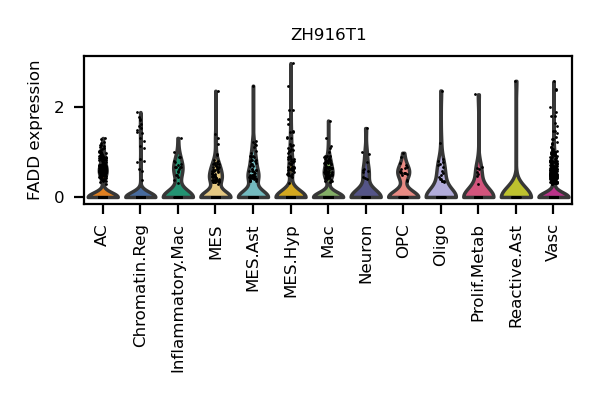 ZH916T1
FADD expression
2
0
AC
Chromatin.Reg
Inflammatory.Mac
MES
MES.Ast
MES.Hyp
Mac
Neuron
OPC
Oligo
Prolif.Metab
Reactive.Ast
Vasc